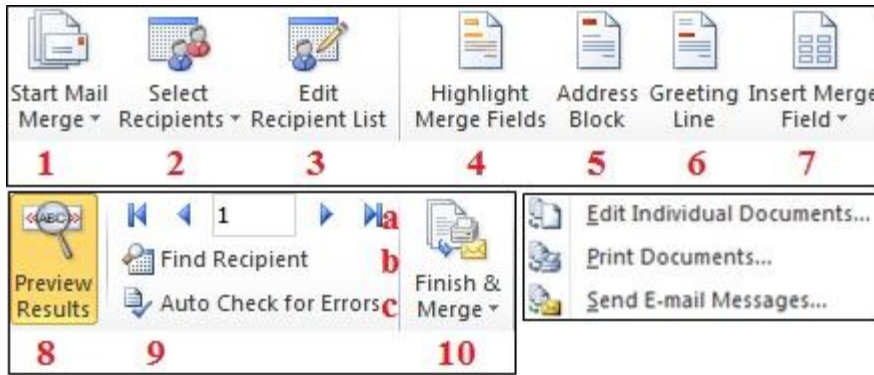 Start Mail Merge
Select Recipients
Edit Recipient List
Highlight Merge Fields
Address Block
Greeting Line
Insert Merge Field
1 2 3 4 5 6 7
«ABC»
Preview Results
1
a
Find Recipient b
Auto Check for Errors c
Finish & Merge
8 9 10
Edit Individual Documents...
Print Documents...
Send E-mail Messages...